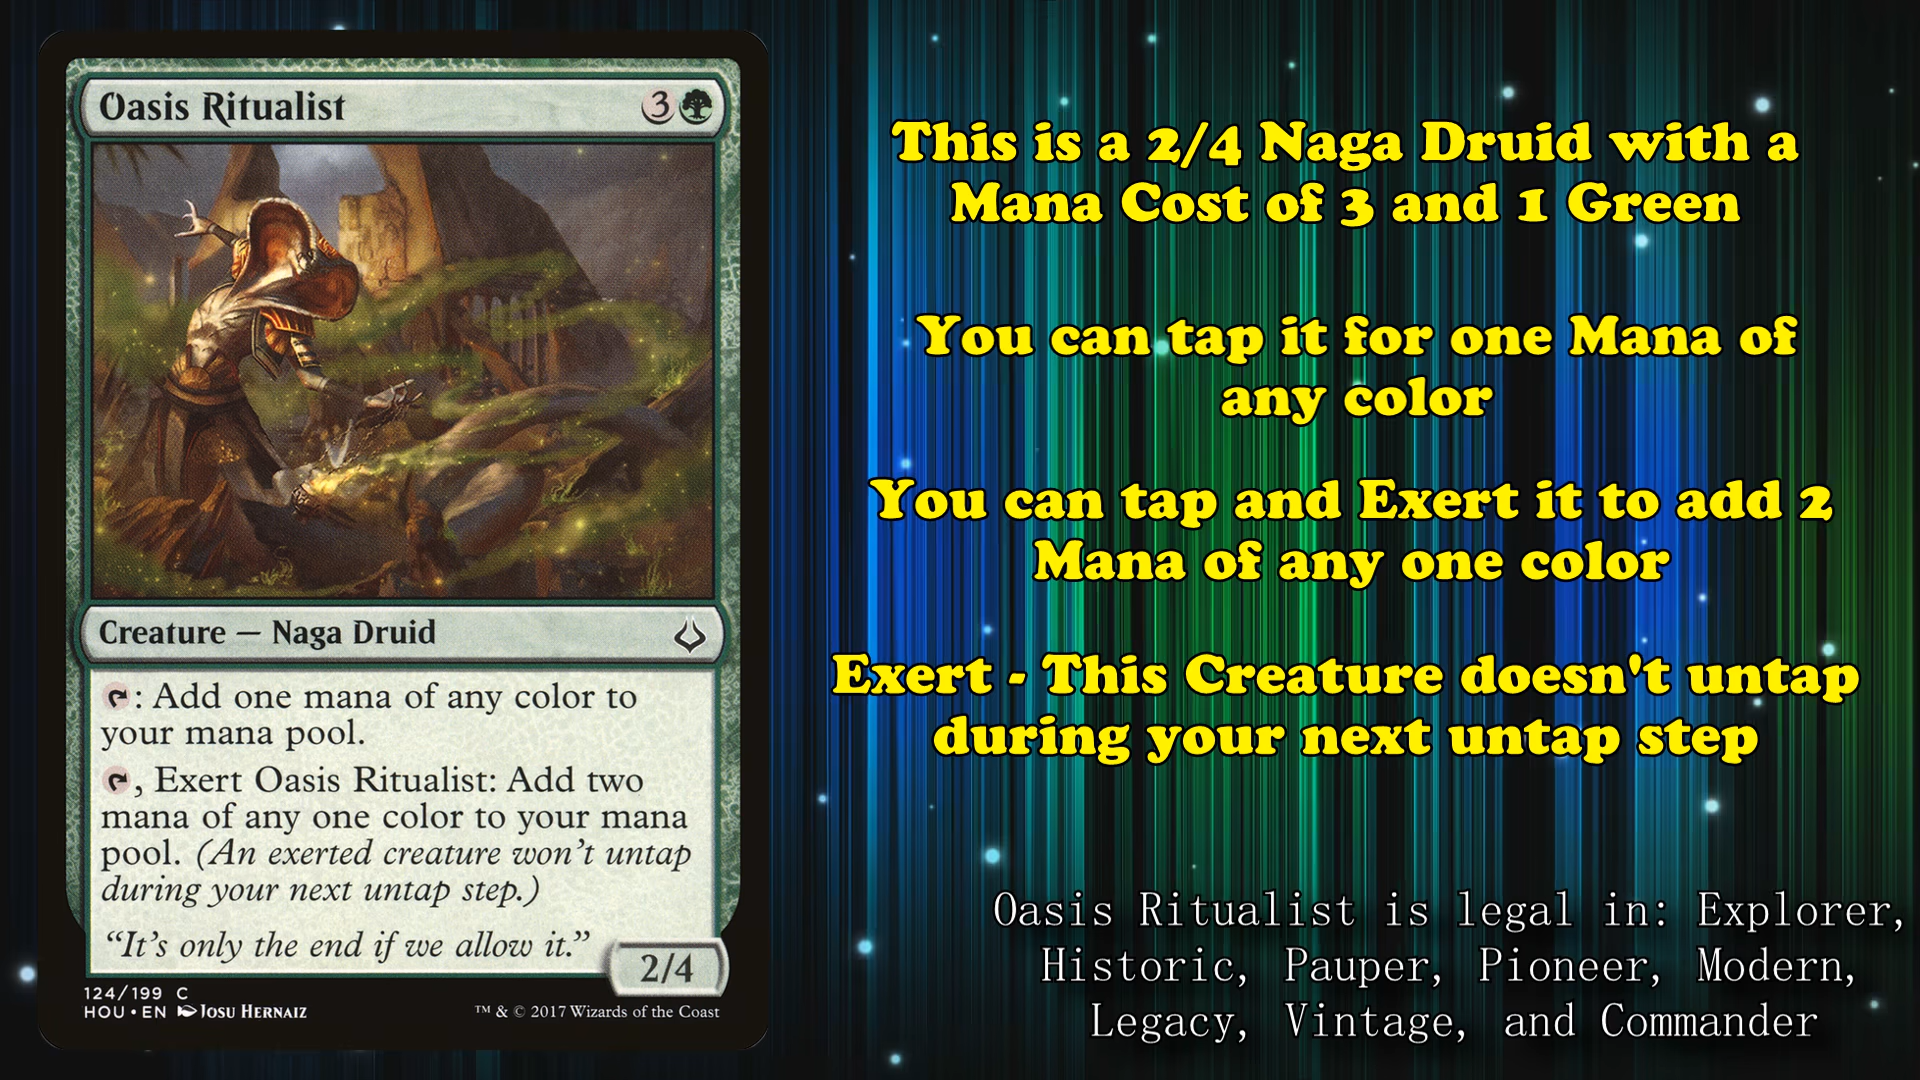 Oasis Ritualist 3
Creature — Naga Druid
: Add one mana of any color to
your mana pool.
, Exert Oasis Ritualist: Add two
mana of any one color to your mana
pool. (An exerted creature won't untap
during your next untap step.)
“It's only the end if we allow it.”
2/4
124/199 C
HOU • EN Josu Hernaiz
™ & © 2017 Wizards of the Coast
This is a 2/4 Naga Druid with a
Mana Cost of 3 and 1 Green
You can tap it for one Mana of
any color
You can tap and Exert it to add 2
Mana of any one color
Exert - This Creature doesn't untap
during your next untap step
Oasis Ritualist is legal in: Explorer,
Historic, Pauper, Pioneer, Modern,
Legacy, Vintage, and Commander